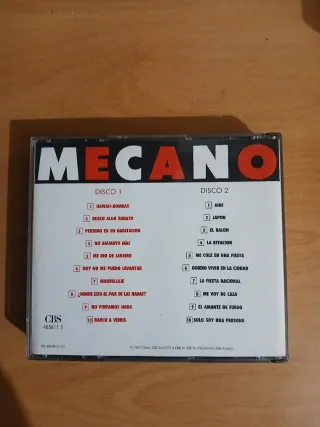 MECANO
DISCO 1
1 HAWAII-BOMBAY
2 BUSCO ALGO BARATO
3 PERDIDO EN MI HABITACION
4 NO AGUANTO MAS
5 ME RIO DE JANEIRO
6 HOY NO ME PUEDO LEVANTAR
7 MAQUILLAJE
8 ¿DONDE ESTA EL PAIS DE LAS HADAS?
9 NO PINTAMOS NADA
10 BARCO A VENUS
DISCO 2
1 AIRE
2 JAPON
3 EL BALON
4 LA ESTACION
5 ME COLE EN UNA FIESTA
6 QUIERO VIVIR EN LA CIUDAD
7 LA FIESTA NACIONAL
8 ME VOY DE CASA
9 EL AMANTE DE FUEGO
10 SOLO SOY UNA PERSONA
CBS